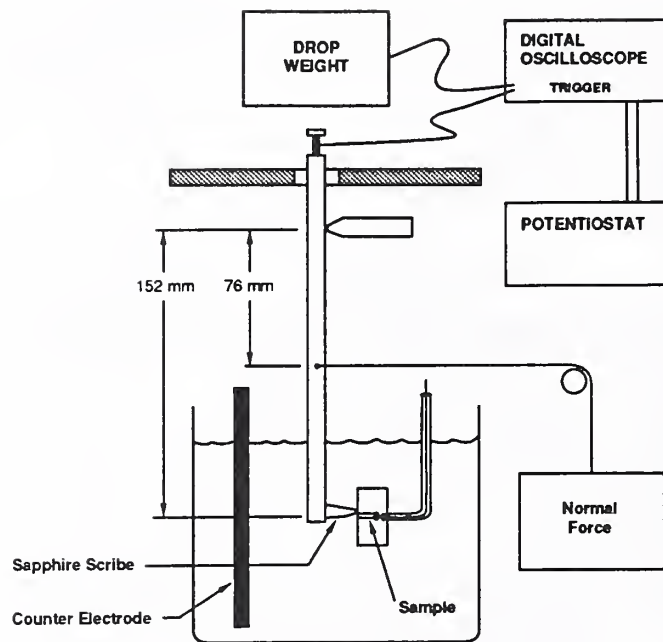 DROP
WEIGHT
DIGITAL
OSCILLOSCOPE
TRIGGER
POTENTIOSTAT
152 mm
76 mm
Normal
Force
Sapphire Scribe
Sample
Counter Electrode